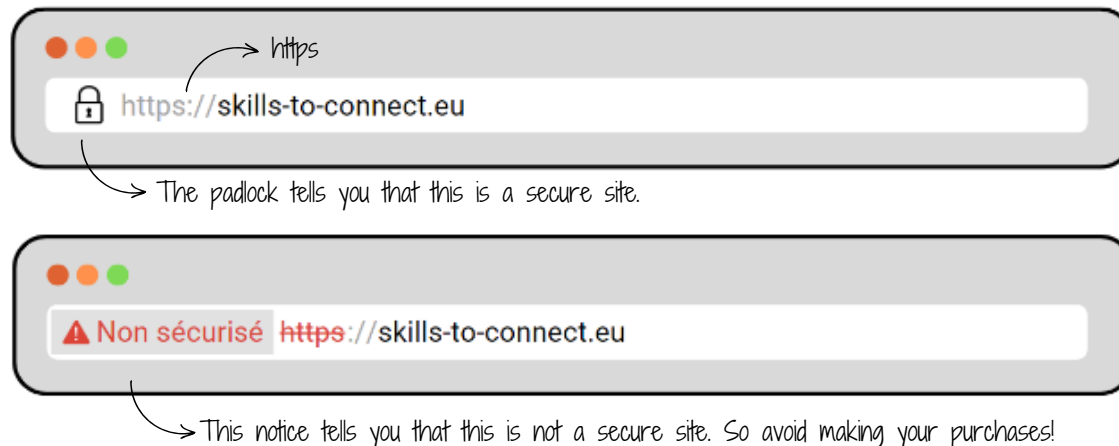 https
https://skills-to-connect.eu
The padlock tells you that this is a secure site.
Non sécurisé https://skills-to-connect.eu
This notice tells you that this is not a secure site. So avoid making your purchases!